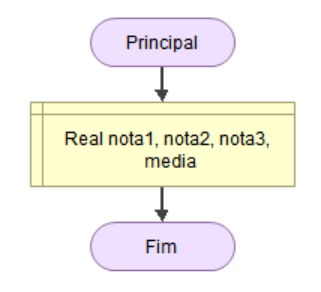 Principal
Real nota1, nota2, nota3,
media
Fim